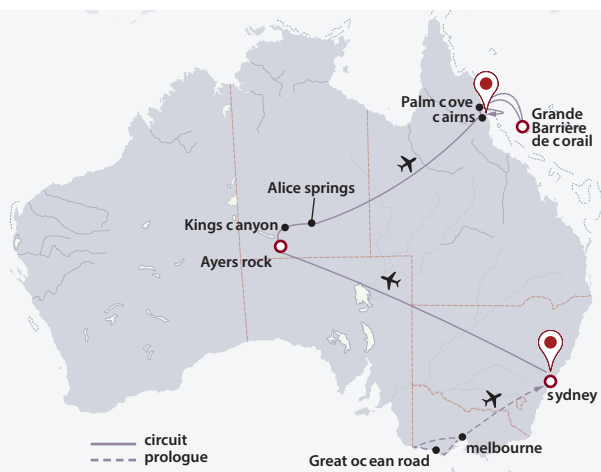 Palm cove
cairns
Grande
Barrière
de corail
Alice springs
Kings canyon
Ayers rock
sydney
melbourne
Great ocean road
circuit
prologue